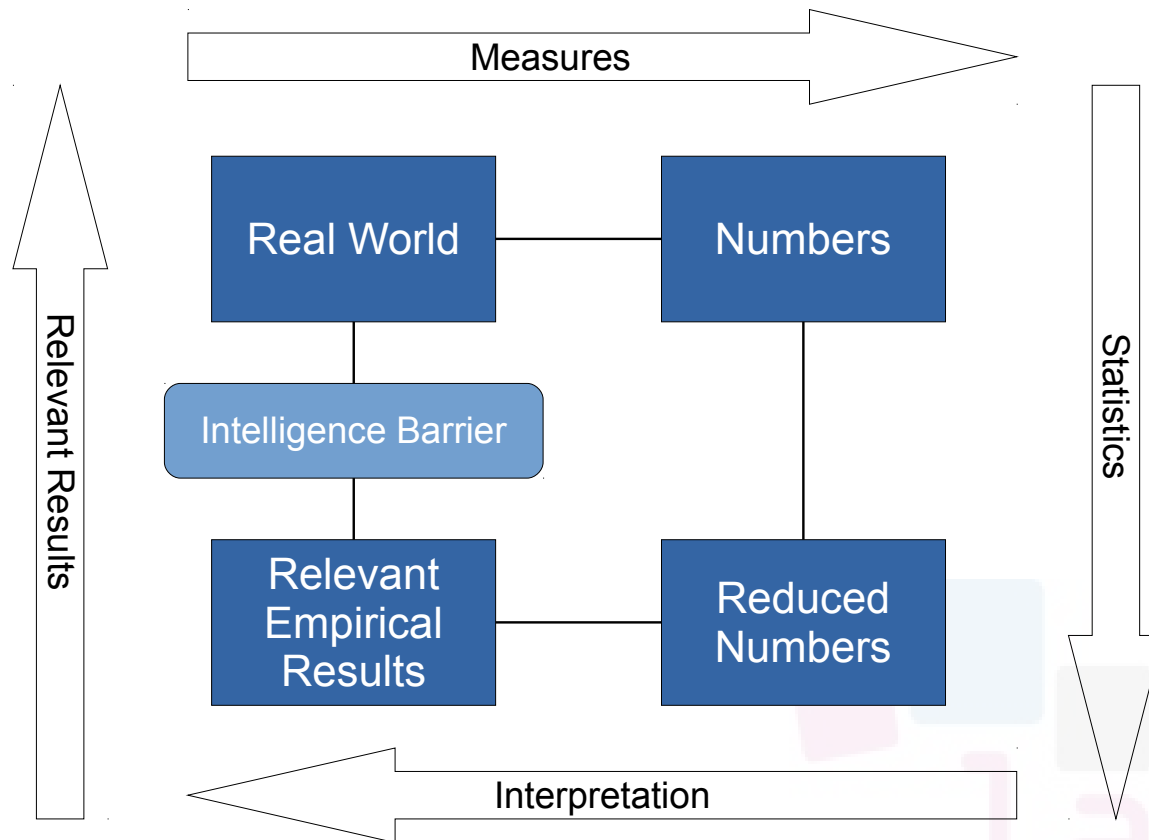 Measures
Real World
Numbers
Relevant Results
Intelligence Barrier
Statistics
Relevant
Empirical
Results
Reduced
Numbers
Interpretation